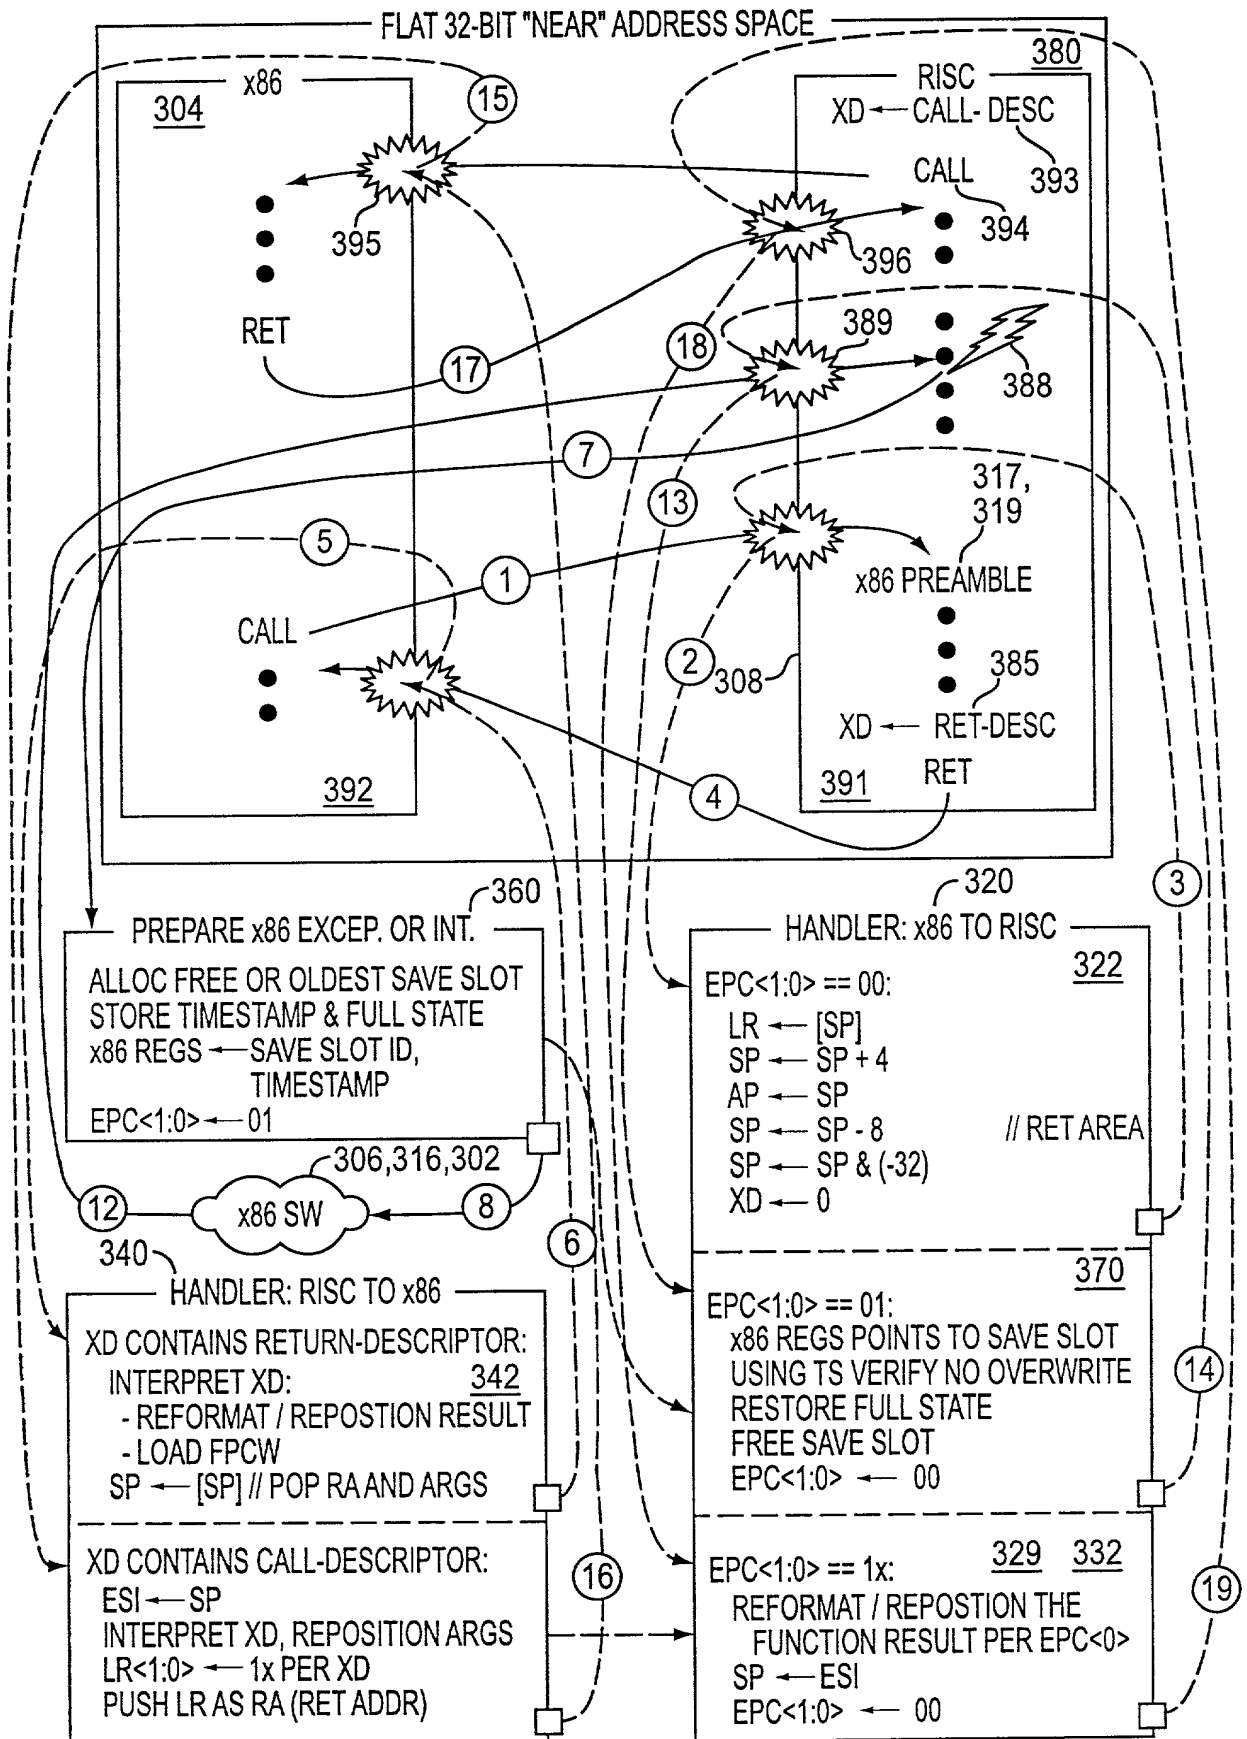 FLAT 32-BIT "NEAR" ADDRESS SPACE
380
x86
304
15
395
RET
17
RISC
XD ← CALL-DESC
393
CALL
394
396
18
389
388
7
13
317,
319
5
1
x86 PREAMBLE
CALL
2
308
385
XD ← RET-DESC
RET
392
4
391
3
360
PREPARE x86 EXCEP. OR INT.
ALLOC FREE OR OLDEST SAVE SLOT
STORE TIMESTAMP & FULL STATE
x86 REGS ← SAVE SLOT ID,
TIMESTAMP
EPC<1:0> ← 01
306,316,302
12
x86 SW
8
6
340
HANDLER: RISC TO x86
XD CONTAINS RETURN-DESCRIPTOR:
INTERPRET XD:
342
- REFORMAT / REPOSTION RESULT
- LOAD FPCW
SP ← [SP] // POP RA AND ARGS
XD CONTAINS CALL-DESCRIPTOR:
ESI ← SP
INTERPRET XD, REPOSITION ARGS
LR<1:0> ← 1x PER XD
PUSH LR AS RA (RET ADDR)
16
320
HANDLER: x86 TO RISC
322
EPC<1:0> == 00:
LR ← [SP]
SP ← SP + 4
AP ← SP
SP ← SP - 8 // RET AREA
SP ← SP & (-32)
XD ← 0
370
EPC<1:0> == 01:
x86 REGS POINTS TO SAVE SLOT
USING TS VERIFY NO OVERWRITE
RESTORE FULL STATE
FREE SAVE SLOT
EPC<1:0> ← 00
14
EPC<1:0> == 1x:
329 332
REFORMAT / REPOSTION THE
FUNCTION RESULT PER EPC<0>
SP ← ESI
EPC<1:0> ← 00
19